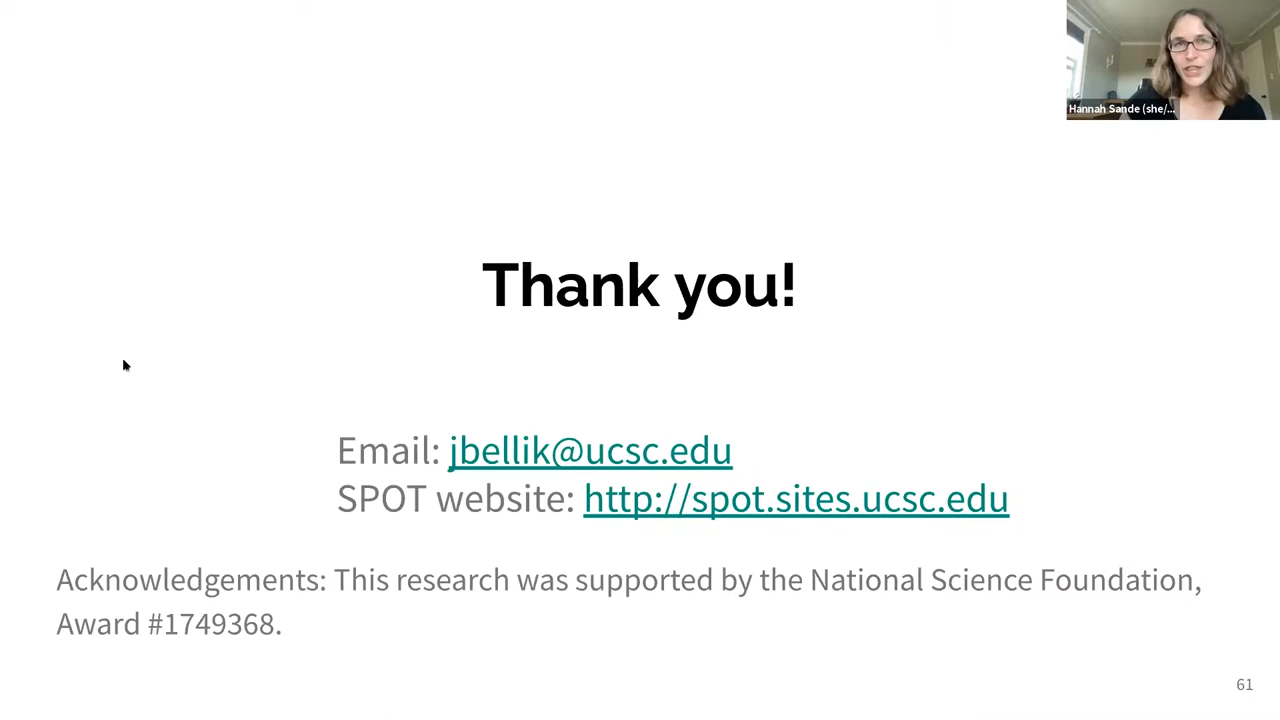 Hannah Sande (she/...
Thank you!
Email: jbellik@ucsc.edu
SPOT website: http://spot.sites.ucsc.edu
Acknowledgements: This research was supported by the National Science Foundation,
Award #1749368.
61